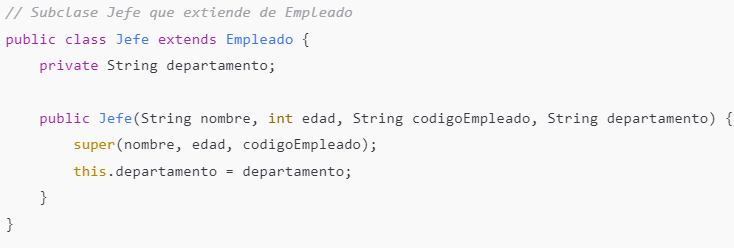 // Subclase Jefe que extiende de Empleado
public class Jefe extends Empleado {
    private String departamento;

    public Jefe(String nombre, int edad, String codigoEmpleado, String departamento) {
        super(nombre, edad, codigoEmpleado);
        this.departamento = departamento;
    }
}